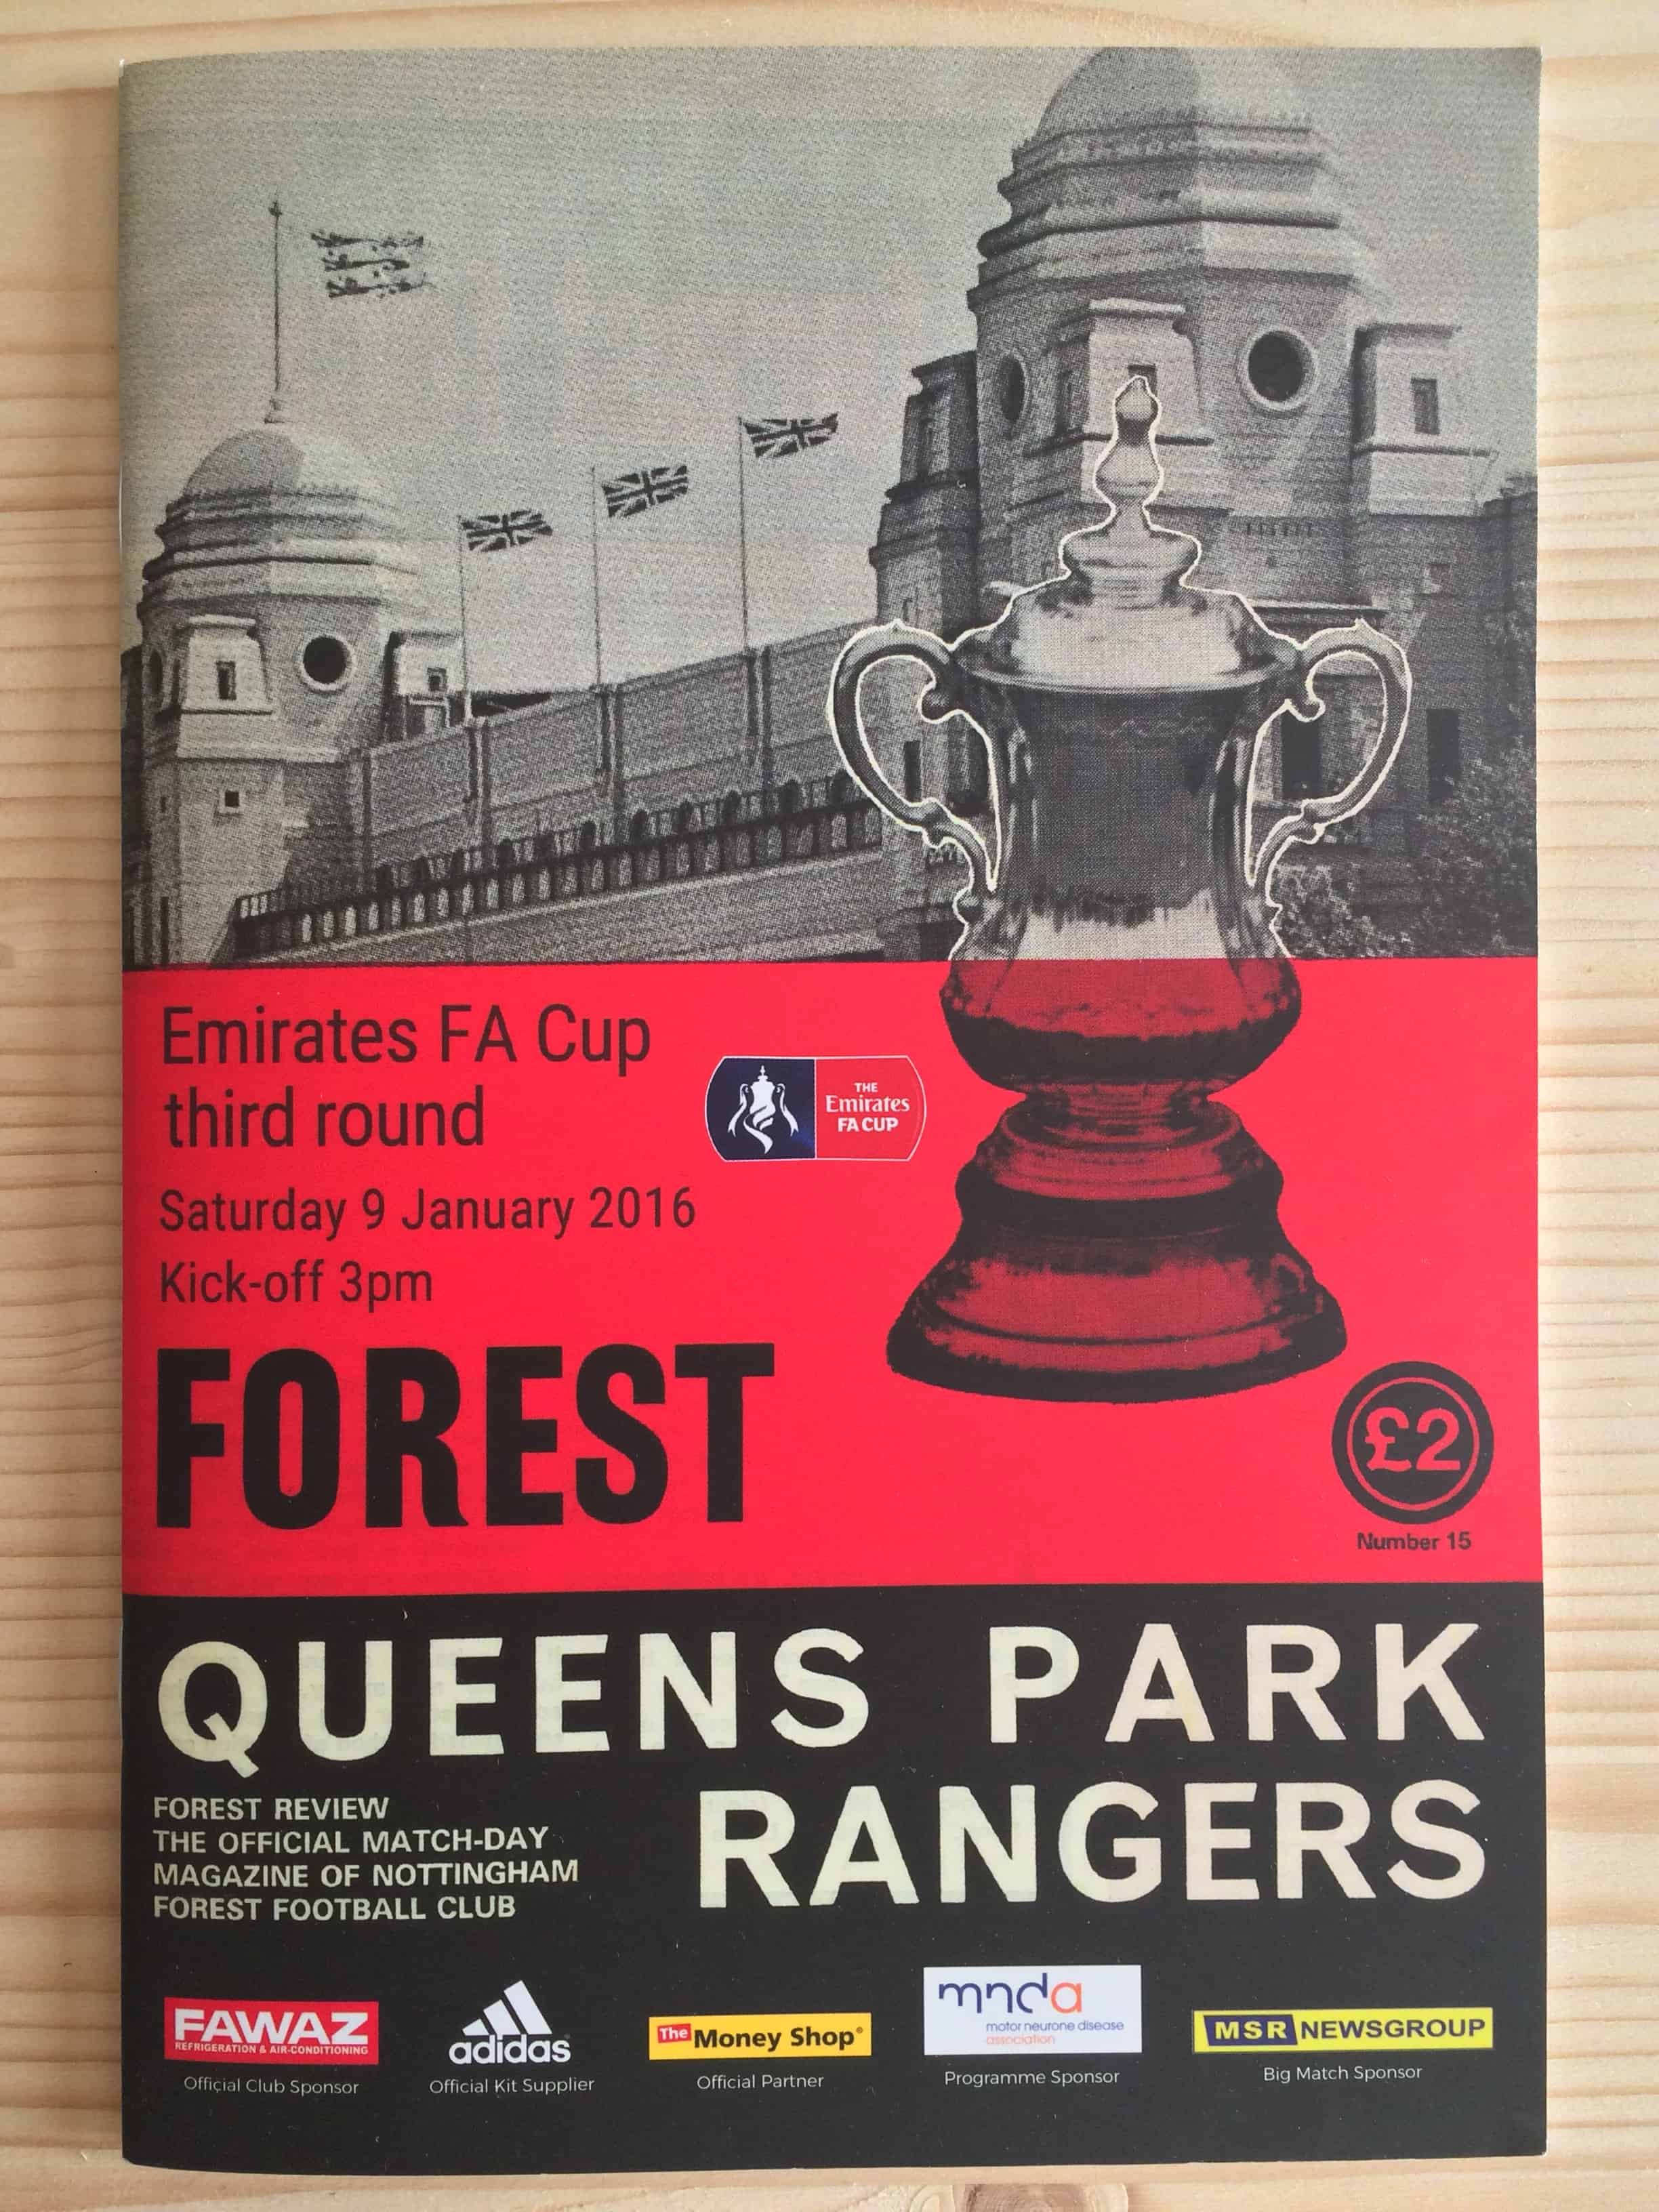 Emirates FA Cup
third round
THE
Emirates
FA CUP
Saturday 9 January 2016
Kick-off 3pm
FOREST
£2
Number 15
QUEENS PARK
RANGERS
FOREST REVIEW
THE OFFICIAL MATCH-DAY
MAGAZINE OF NOTTINGHAM
FOREST FOOTBALL CLUB
FAWAZ
REFRIGERATION & AIR-CONDITIONING
Official Club Sponsor
adidas
Official Kit Supplier
The Money Shop®
Official Partner
mnda
motor neurone disease
association
Programme Sponsor
MSR NEWSGROUP
Big Match Sponsor